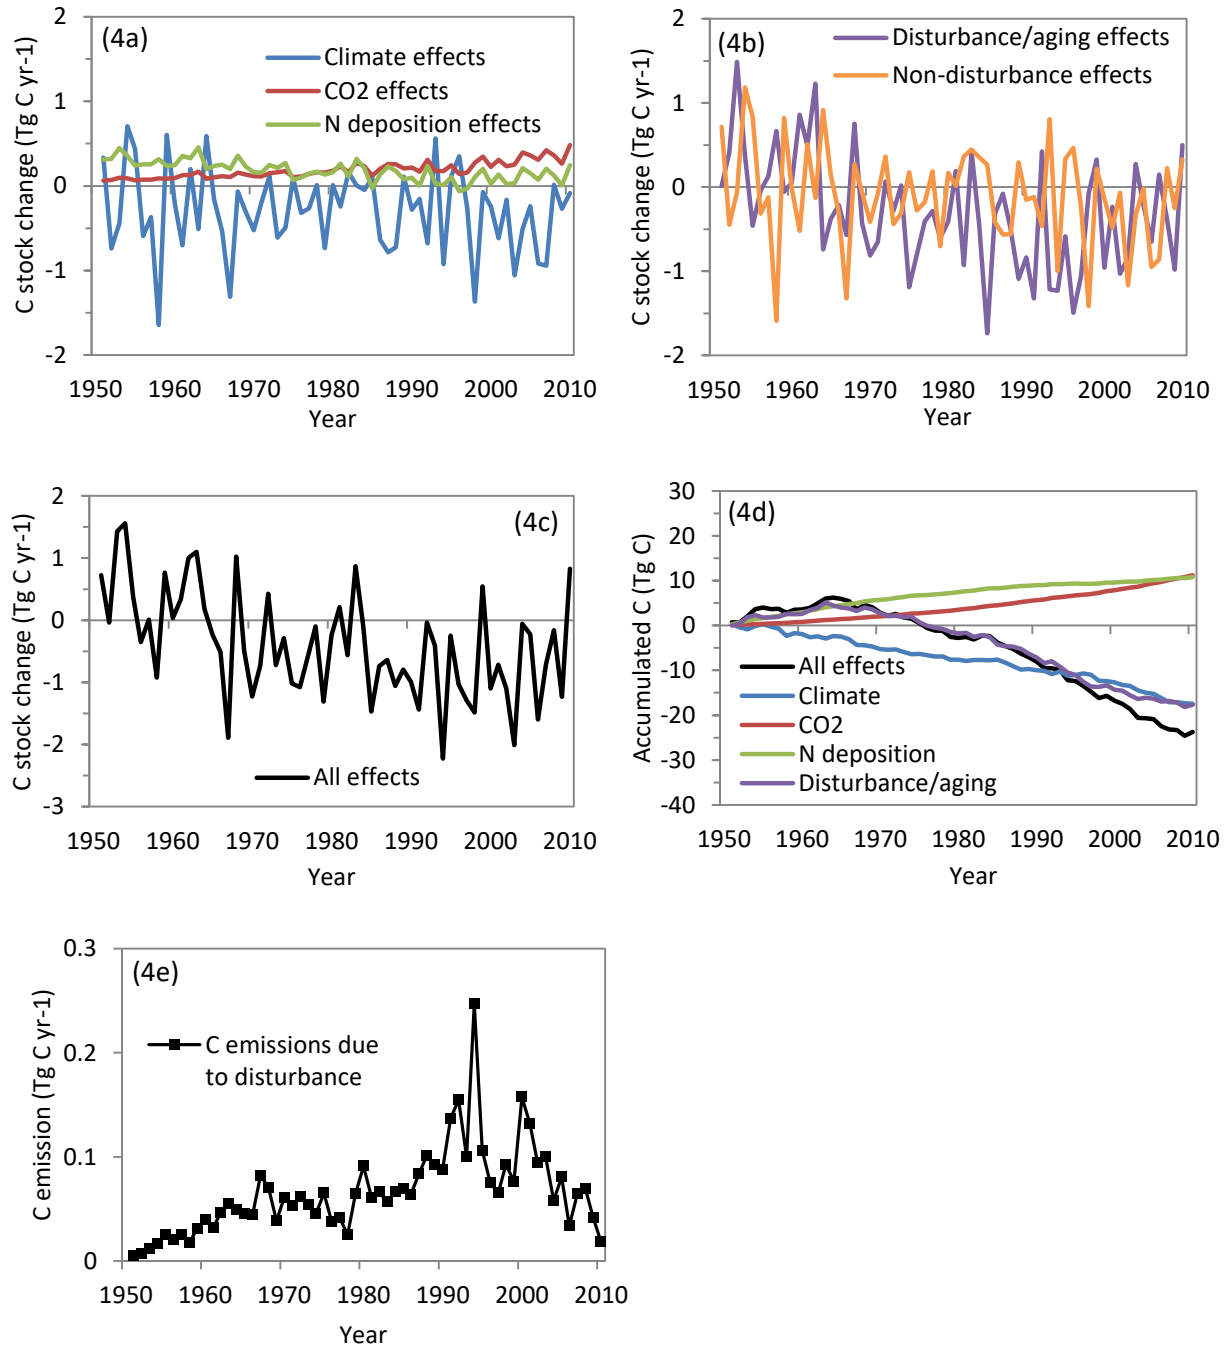 (4a)
C stock change (Tg C yr-1)
2
1
0
-1
-2
Climate effects
CO2 effects
N deposition effects
1950 1960 1970 1980 1990 2000 2010
Year
(4b)
C stock change (Tg C yr-1)
2
1
0
-1
-2
Disturbance/aging effects
Non-disturbance effects
1950 1960 1970 1980 1990 2000 2010
Year
(4c)
C stock change (Tg C yr-1)
2
1
0
-1
-2
-3
All effects
1950 1960 1970 1980 1990 2000 2010
Year
(4d)
Accumulated C (Tg C)
30
20
10
0
-10
-20
-30
-40
All effects
Climate
CO2
N deposition
Disturbance/aging
1950 1960 1970 1980 1990 2000 2010
Year
(4e)
C emission (Tg C yr-1)
0.3
0.2
0.1
0
C emissions due
to disturbance
1950 1960 1970 1980 1990 2000 2010
Year